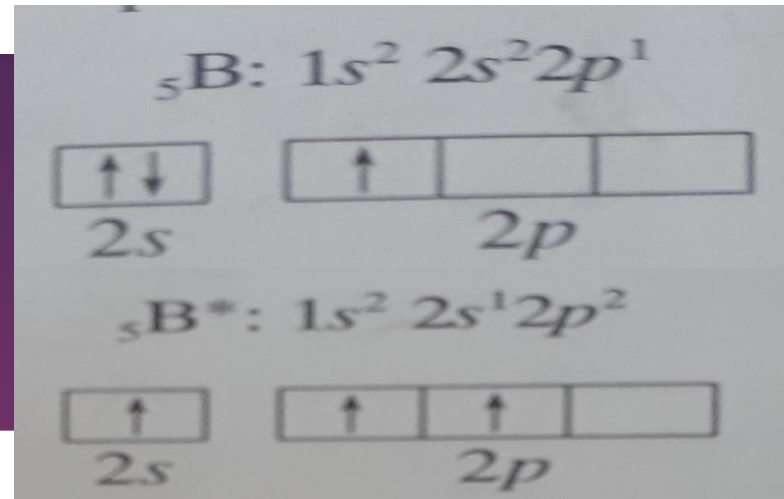 ₅B: 1s² 2s²2p¹
↑↓ ↑
2s 2p
₅B*: 1s² 2s¹2p²
↑ ↑ ↑
2s 2p